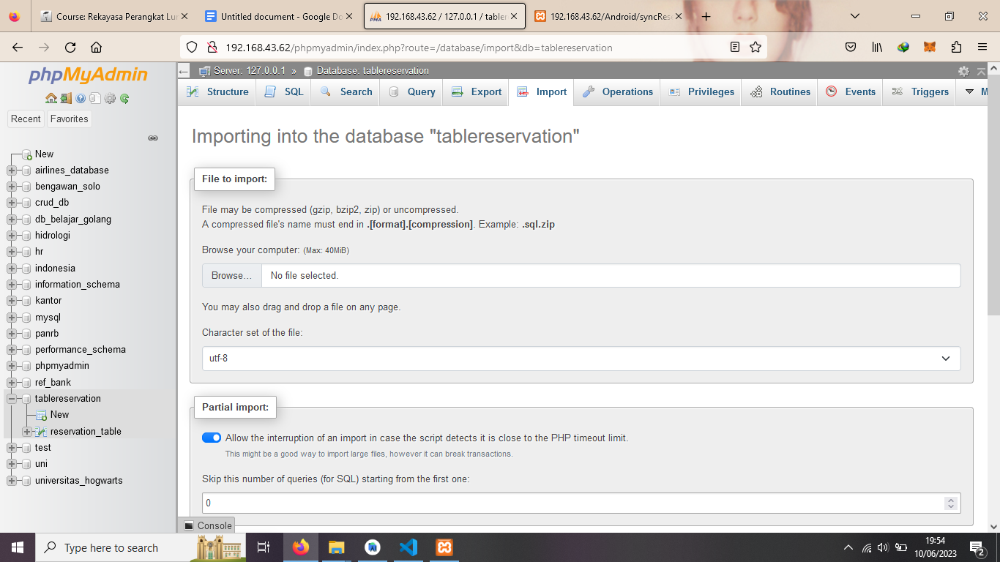 Course: Rekayasa Perangkat Lu
Untitled document - Google Do
192.168.43.62 / 127.0.0.1 / table
192.168.43.62/Android/syncRes
192.168.43.62/phpmyadmin/index.php?route=/database/import&db=tablereservation
phpMyAdmin
Recent
Favorites
New
airlines_database
bengawan_solo
crud_db
db_belajar_golang
hidrologi
hr
indonesia
information_schema
kantor
mysql
panrb
performance_schema
phpmyadmin
ref_bank
tablereservation
New
reservation_table
test
uni
universitas_hogwarts
Server: 127.0.0.1 » Database: tablereservation
Structure
SQL
Search
Query
Export
Import
Operations
Privileges
Routines
Events
Triggers
M
Importing into the database "tablereservation"
File to import:
File may be compressed (gzip, bzip2, zip) or uncompressed.
A compressed file's name must end in .[format].[compression]. Example: .sql.zip
Browse your computer: (Max: 40MiB)
Browse... No file selected.
You may also drag and drop a file on any page.
Character set of the file:
utf-8
Partial import:
Allow the interruption of an import in case the script detects it is close to the PHP timeout limit.
This might be a good way to import large files, however it can break transactions.
Skip this number of queries (for SQL) starting from the first one:
0
Console
Type here to search
19:54
10/06/2023
2